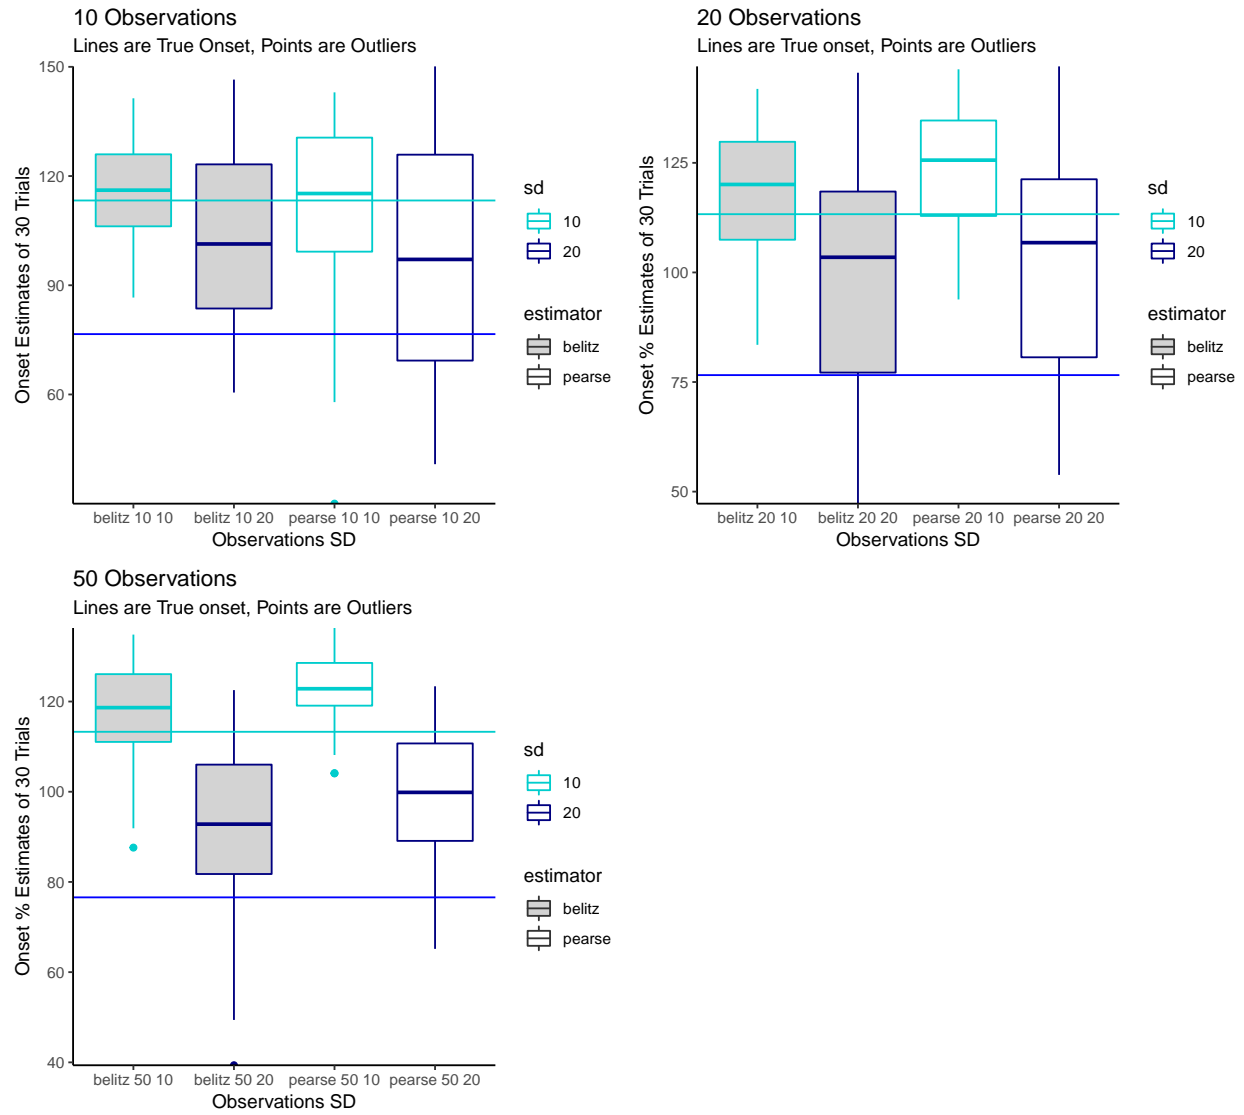 10 Observations
Lines are True Onset, Points are Outliers
Onset Estimates of 30 Trials
150
120
90
60
belitz 10 10
belitz 10 20
pearse 10 10
pearse 10 20
Observations SD
sd
10
20
estimator
belitz
pearse
20 Observations
Lines are True onset, Points are Outliers
Onset % Estimates of 30 Trials
125
100
75
50
belitz 20 10
belitz 20 20
pearse 20 10
pearse 20 20
Observations SD
sd
10
20
estimator
belitz
pearse
50 Observations
Lines are True onset, Points are Outliers
Onset % Estimates of 30 Trials
120
100
80
60
40
belitz 50 10
belitz 50 20
pearse 50 10
pearse 50 20
Observations SD
sd
10
20
estimator
belitz
pearse